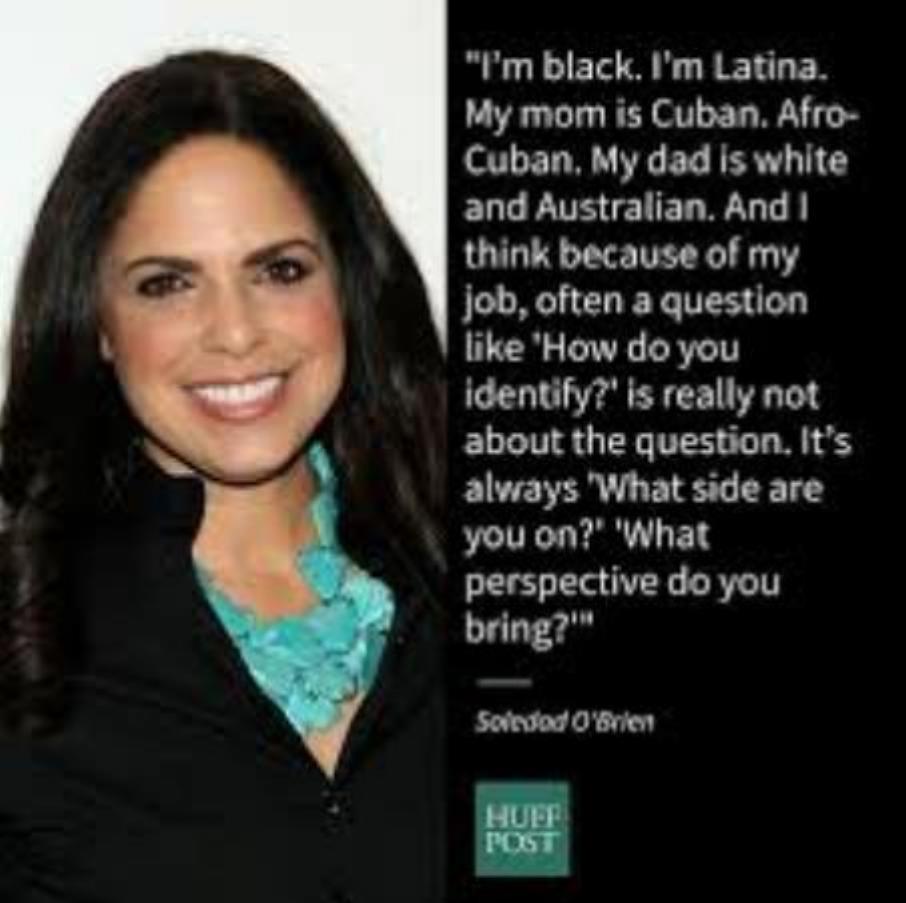 "I'm black. I'm Latina.
My mom is Cuban. Afro-
Cuban. My dad is white
and Australian. And I
think because of my
job, often a question
like 'How do you
identify?' is really not
about the question. It's
always 'What side are
you on?' 'What
perspective do you
bring?'"
Soledad O'Brien
HUFF
POST